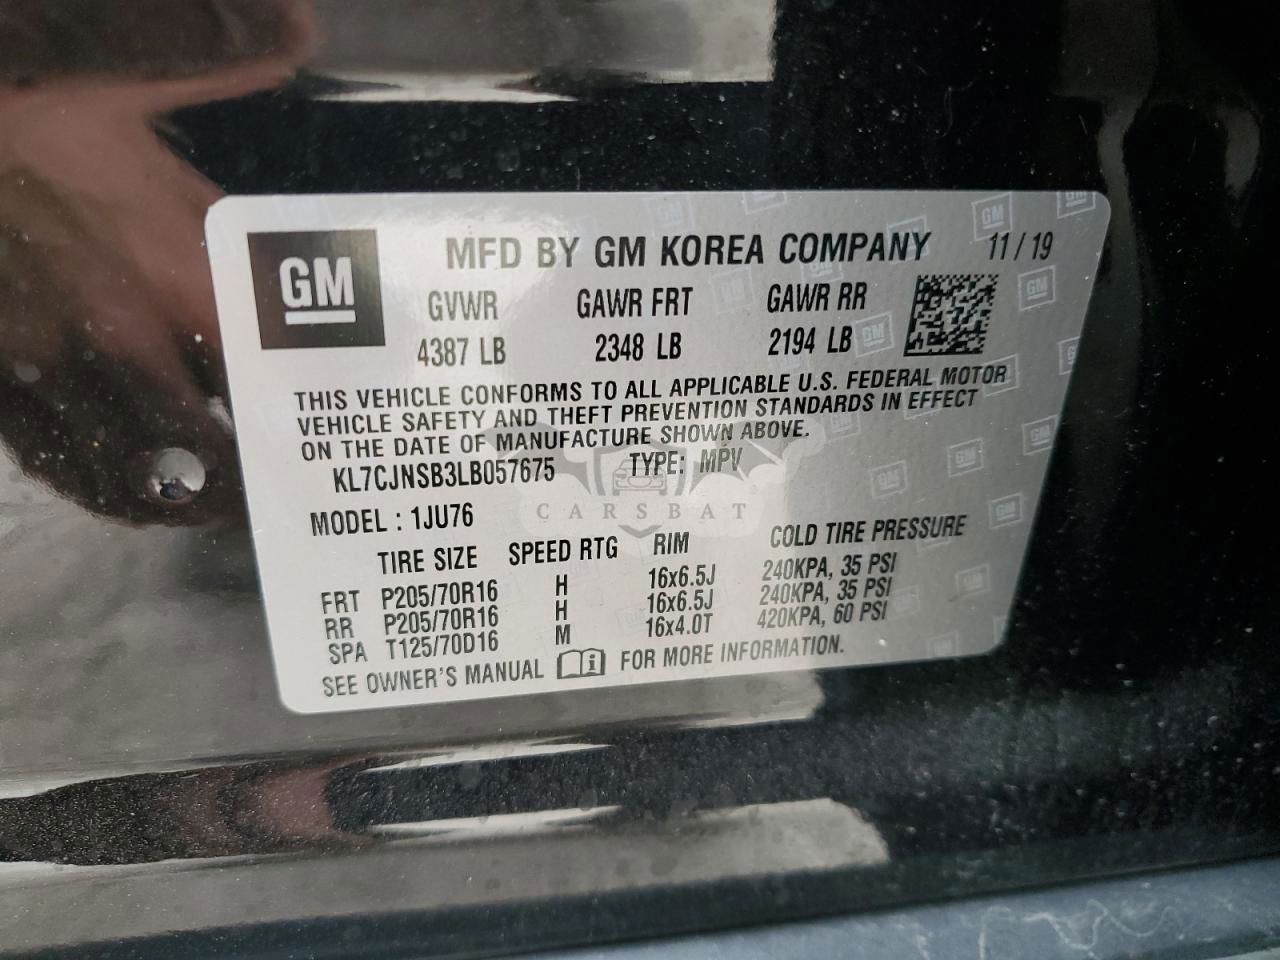 GM
MFD BY GM KOREA COMPANY 11 / 19
GVWR GAWR FRT GAWR RR
4387 LB 2348 LB 2194 LB
THIS VEHICLE CONFORMS TO ALL APPLICABLE U.S. FEDERAL MOTOR
VEHICLE SAFETY AND THEFT PREVENTION STANDARDS IN EFFECT
ON THE DATE OF MANUFACTURE SHOWN ABOVE.
KL7CJNSB3LB057675 TYPE: MPV
CARSBAT
MODEL : 1JU76
TIRE SIZE SPEED RTG RIM COLD TIRE PRESSURE
FRT P205/70R16 H 16x6.5J 240KPA, 35 PSI
RR P205/70R16 H 16x6.5J 240KPA, 35 PSI
SPA T125/70D16 M 16x4.0T 420KPA, 60 PSI
SEE OWNER'S MANUAL i FOR MORE INFORMATION.